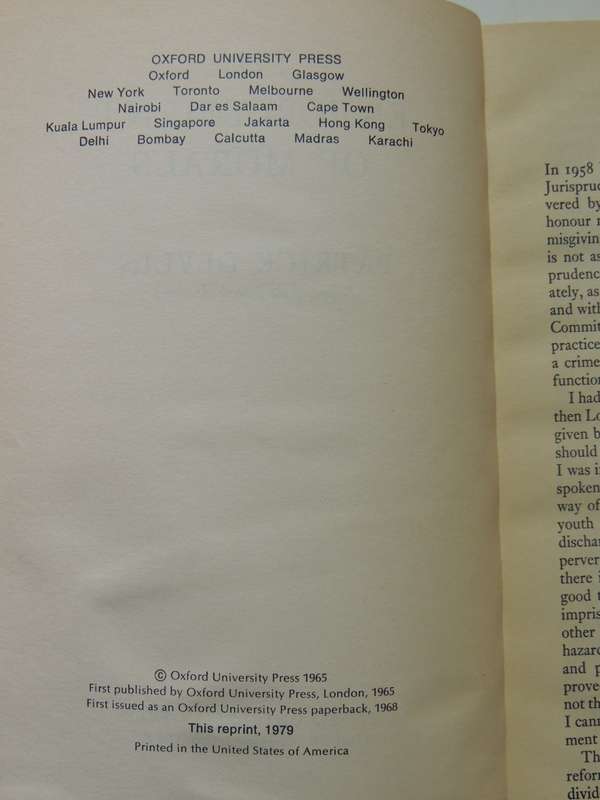 OXFORD UNIVERSITY PRESS
Oxford London Glasgow
New York Toronto Melbourne Wellington
Nairobi Dar es Salaam Cape Town
Kuala Lumpur Singapore Jakarta Hong Kong Tokyo
Delhi Bombay Calcutta Madras Karachi
© Oxford University Press 1965
First published by Oxford University Press, London, 1965
First issued as an Oxford University Press paperback, 1968
This reprint, 1979
Printed in the United States of America
In 1958
Jurispruc
vered by
honour
misgivin
is not as
prudenc
ately, as
and with
Commit
practice
a crime
function
I had
then Lo
given b
should
I was i
spoken
way of
youth
dischar
perver
there i
good t
impris
other
hazard
and p
prove
not th
I cann
ment
Th
refor
divid